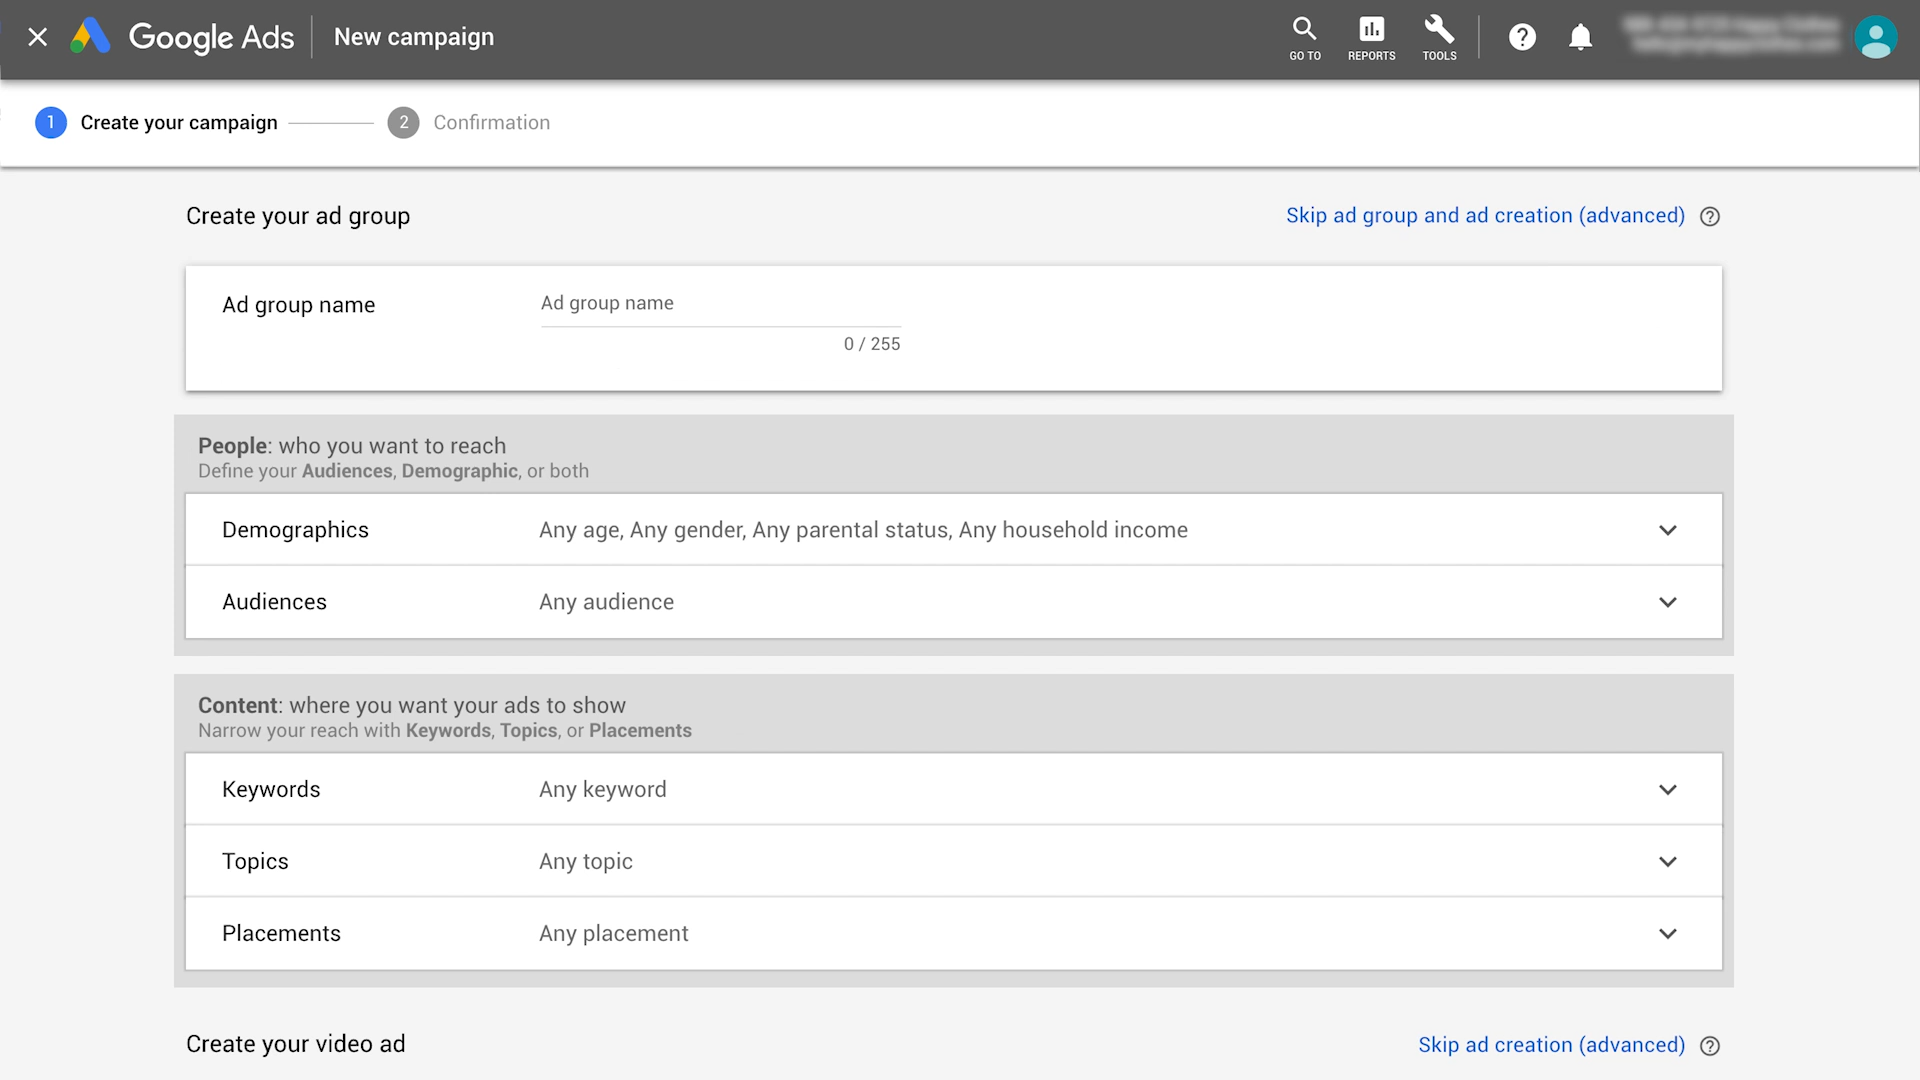 Google Ads New campaign
GO TO REPORTS TOOLS
1 Create your campaign 2 Confirmation
Create your ad group Skip ad group and ad creation (advanced)
Ad group name Ad group name
0 / 255
People: who you want to reach
Define your Audiences, Demographic, or both
Demographics Any age, Any gender, Any parental status, Any household income
Audiences Any audience
Content: where you want your ads to show
Narrow your reach with Keywords, Topics, or Placements
Keywords Any keyword
Topics Any topic
Placements Any placement
Create your video ad Skip ad creation (advanced)